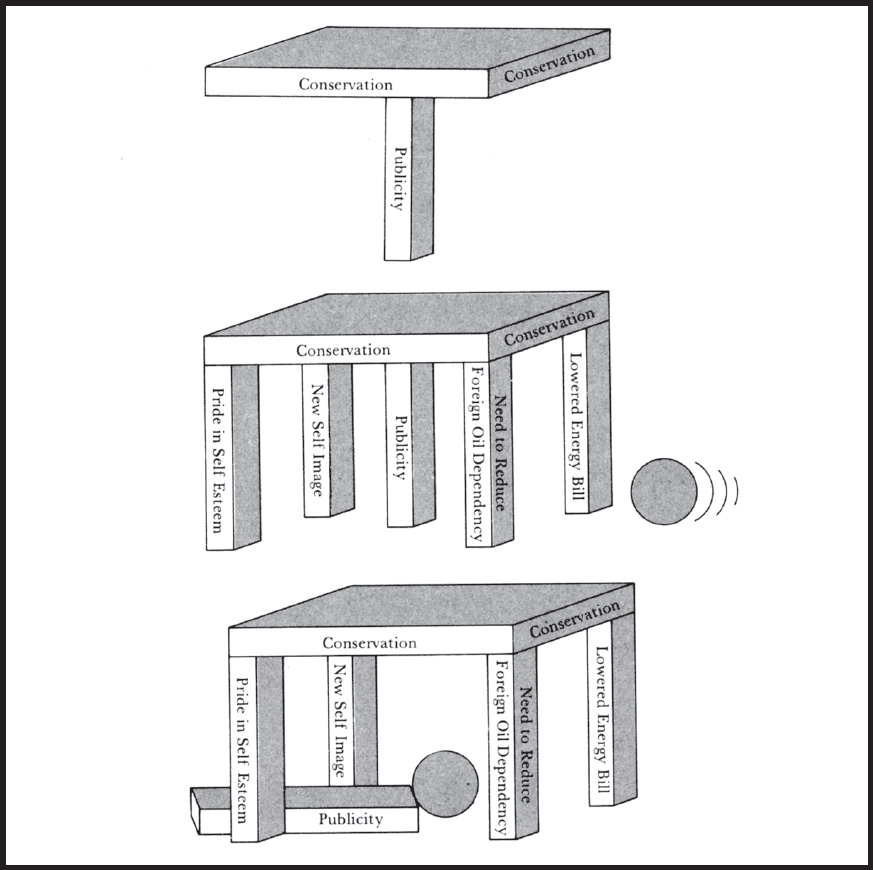 Conservation
Conservation
Publicity
Conservation
Conservation
Pride in Self Esteem
New Self Image
Publicity
Foreign Oil Dependency
Need to Reduce
Lowered Energy Bill
Conservation
Conservation
Pride in Self Esteem
New Self Image
Foreign Oil Dependency
Need to Reduce
Lowered Energy Bill
Publicity